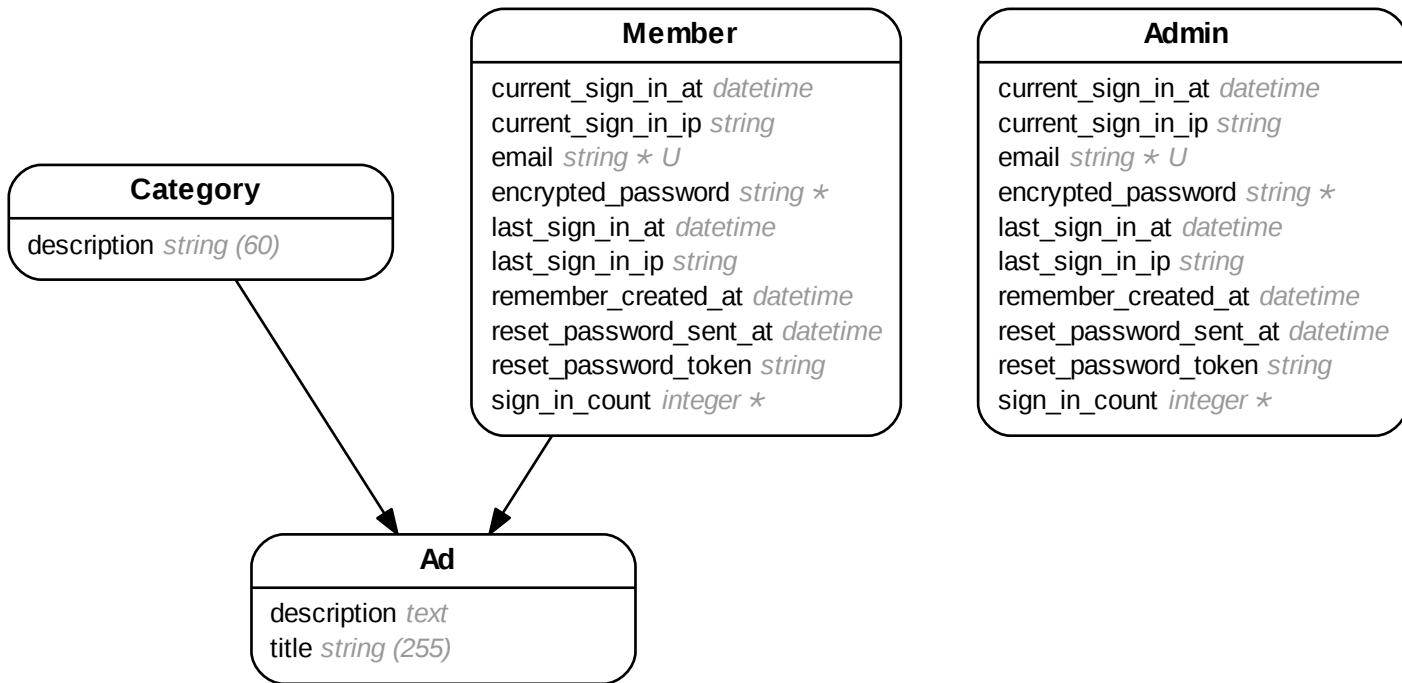 Member
current_sign_in_at datetime
current_sign_in_ip string
email string * U
encrypted_password string *
last_sign_in_at datetime
last_sign_in_ip string
remember_created_at datetime
reset_password_sent_at datetime
reset_password_token string
sign_in_count integer *
Admin
current_sign_in_at datetime
current_sign_in_ip string
email string * U
encrypted_password string *
last_sign_in_at datetime
last_sign_in_ip string
remember_created_at datetime
reset_password_sent_at datetime
reset_password_token string
sign_in_count integer *
Category
description string (60)
Ad
description text
title string (255)